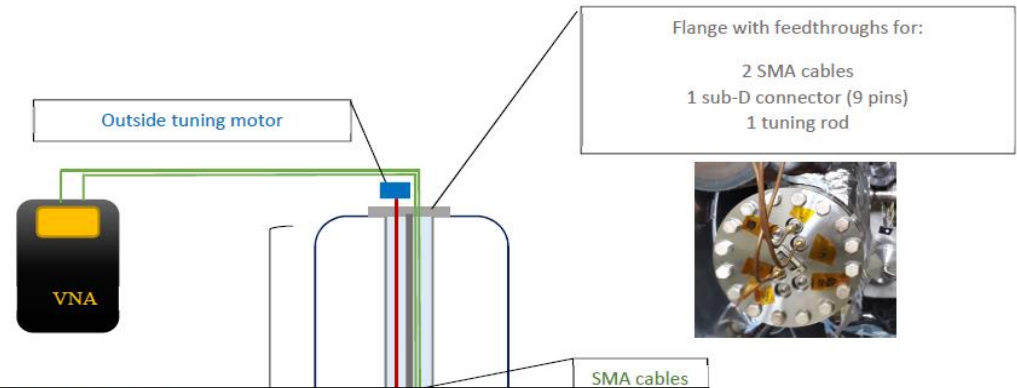 Flange with feedthroughs for:
2 SMA cables
1 sub-D connector (9 pins)
1 tuning rod
Outside tuning motor
VNA
SMA cables